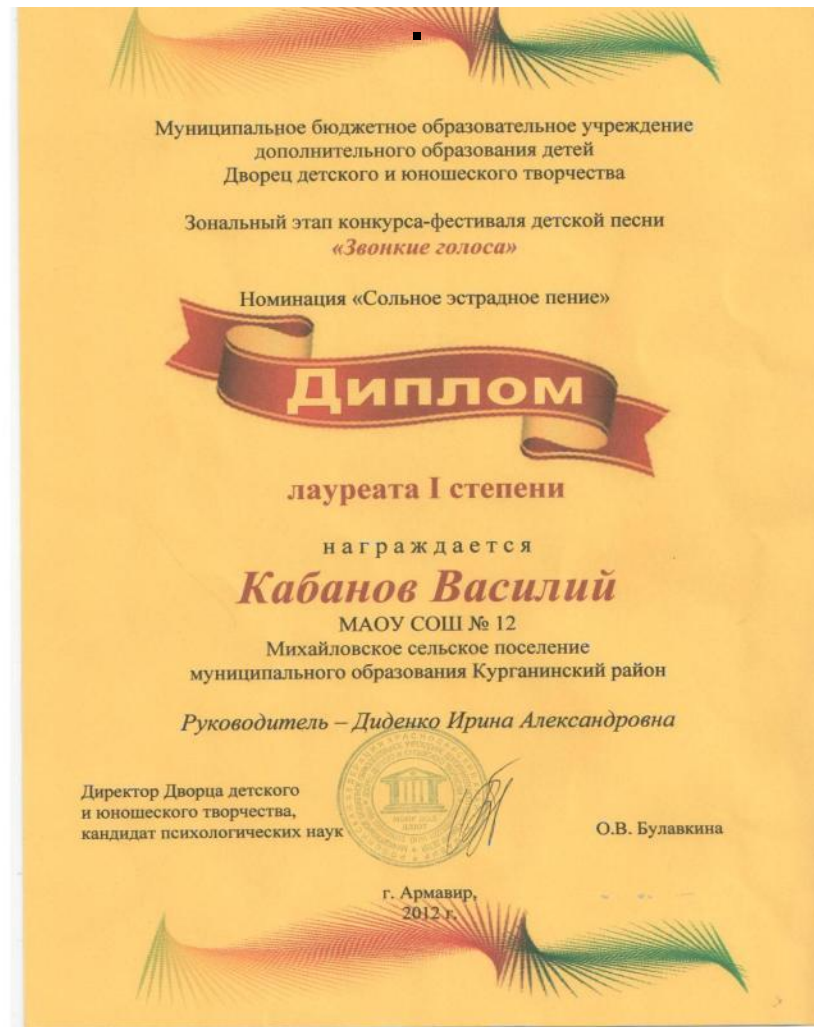 Муниципальное бюджетное образовательное учреждение
дополнительного образования детей
Дворец детского и юношеского творчества
Зональный этап конкурса-фестиваля детской песни
«Звонкие голоса»
Номинация «Сольное эстрадное пение»
Диплом
лауреата I степени
награждается
Кабанов Василий
МАОУ СОШ № 12
Михайловское сельское поселение
муниципального образования Курганинский район
Руководитель – Диденко Ирина Александровна
Директор Дворца детского
и юношеского творчества,
кандидат психологических наук
О.В. Булавкина
г. Армавир,
2012 г.